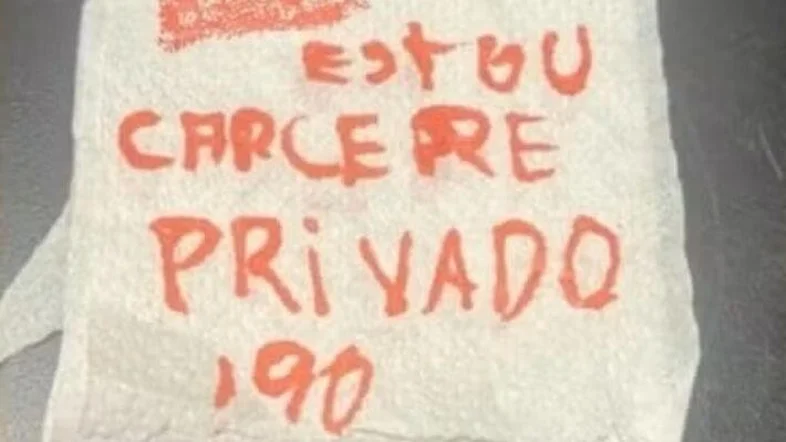 ESTOU
CARCERE
PRIVADO
190